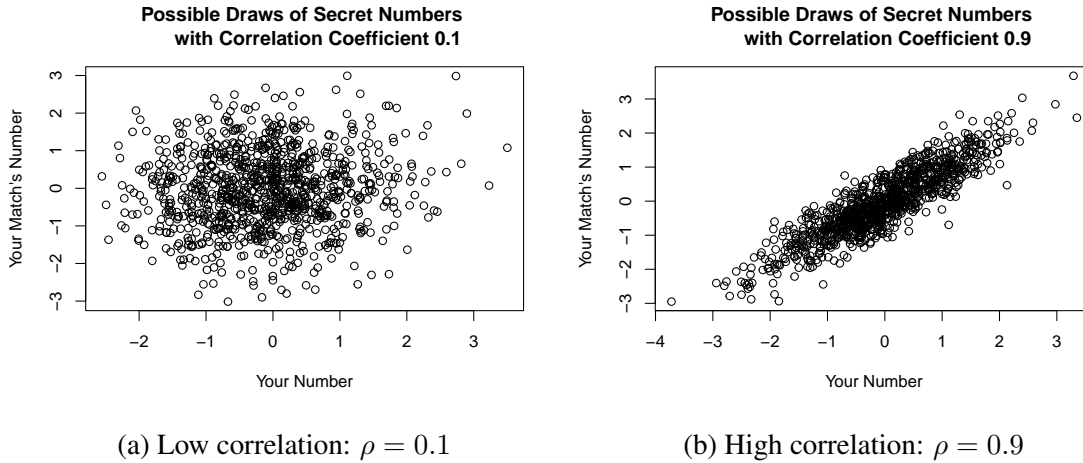 Possible Draws of Secret Numbers
with Correlation Coefficient 0.1
3
2
1
0
−1
−2
−3
Your Match's Number
−2 −1 0 1 2 3
Your Number
(a) Low correlation: ρ = 0.1
Possible Draws of Secret Numbers
with Correlation Coefficient 0.9
3
2
1
0
−1
−2
−3
Your Match's Number
−4 −3 −2 −1 0 1 2 3
Your Number
(b) High correlation: ρ = 0.9